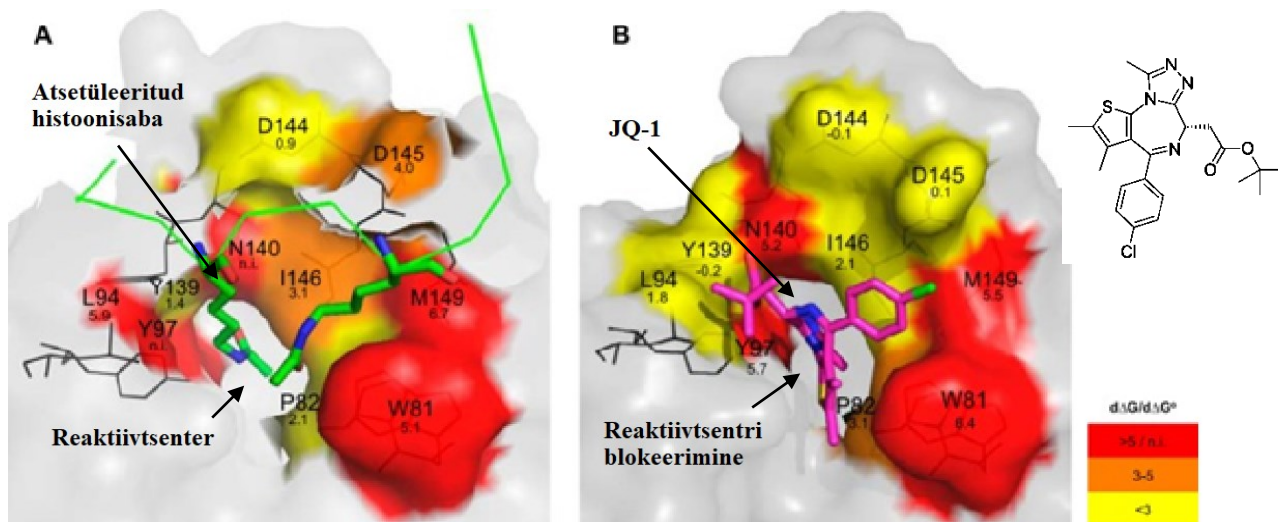 A
Atsetüleeritud
histoonisaba
D144
0.9
D145
4.0
N140
n.i.
I146
3.1
Y139
1.4
L94
5.9
M149
6.7
Y97
n.i.
P82
2.1
W81
5.1
Reaktiivtsenter
B
JQ-1
D144
-0.1
D145
0.1
N140
5.2
I146
2.1
Y139
-0.2
L94
1.8
M149
5.5
Y97
5.7
P82
3.1
W81
6.4
Reaktiivtsentri
blokeerimine
N
N
N
S
N
O
O
Cl
dΔG/dΔGº
>5 / n.i.
3-5
<3